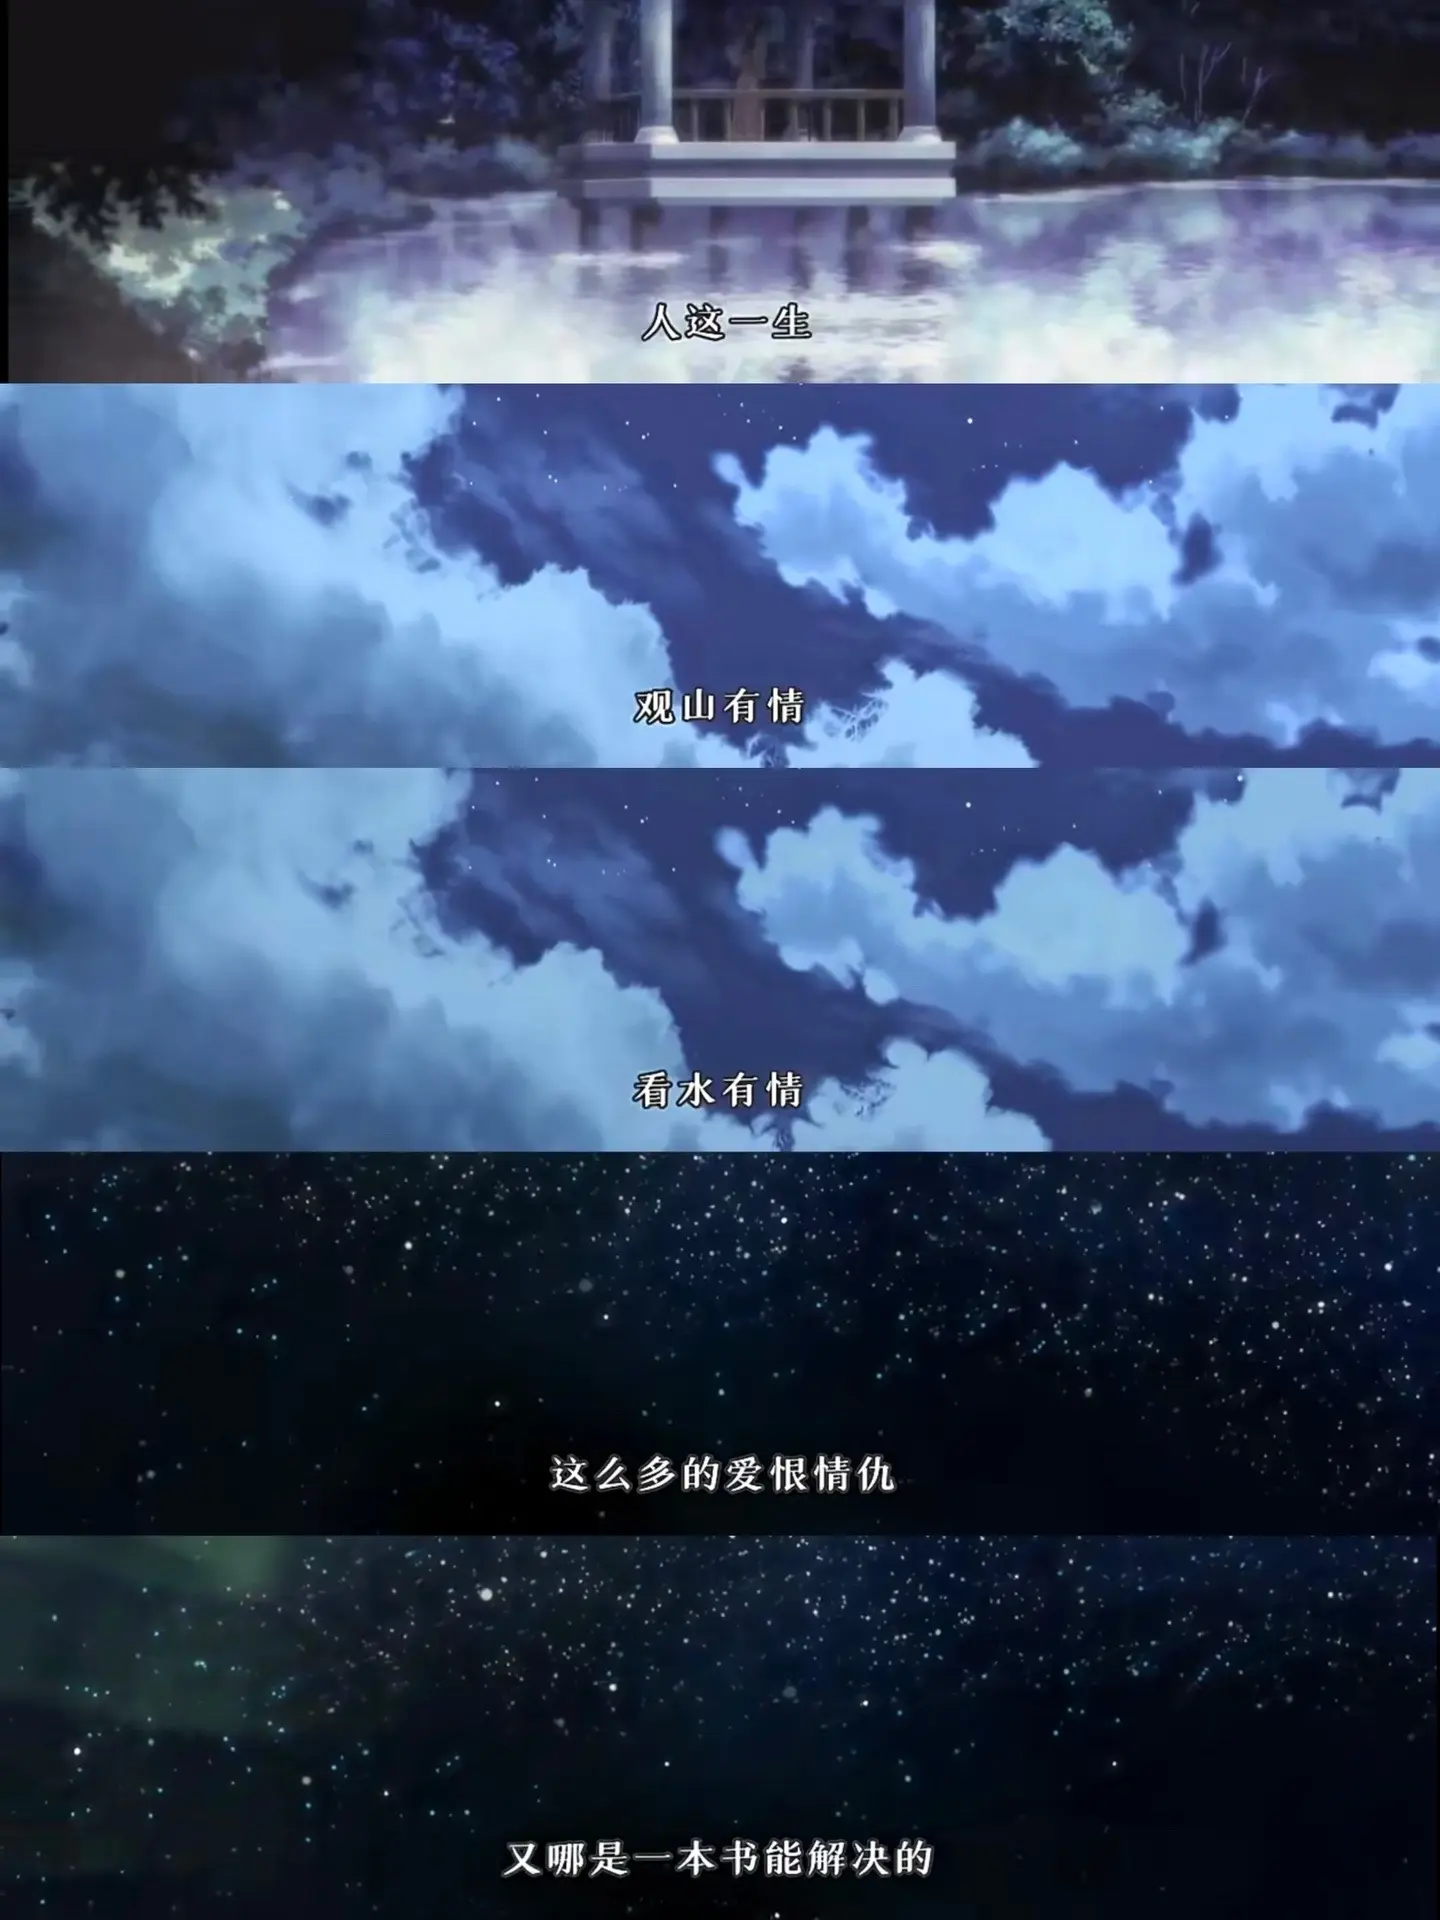 人这一生
观山有情
看水有情
这么多的爱恨情仇
又哪是一本书能解决的